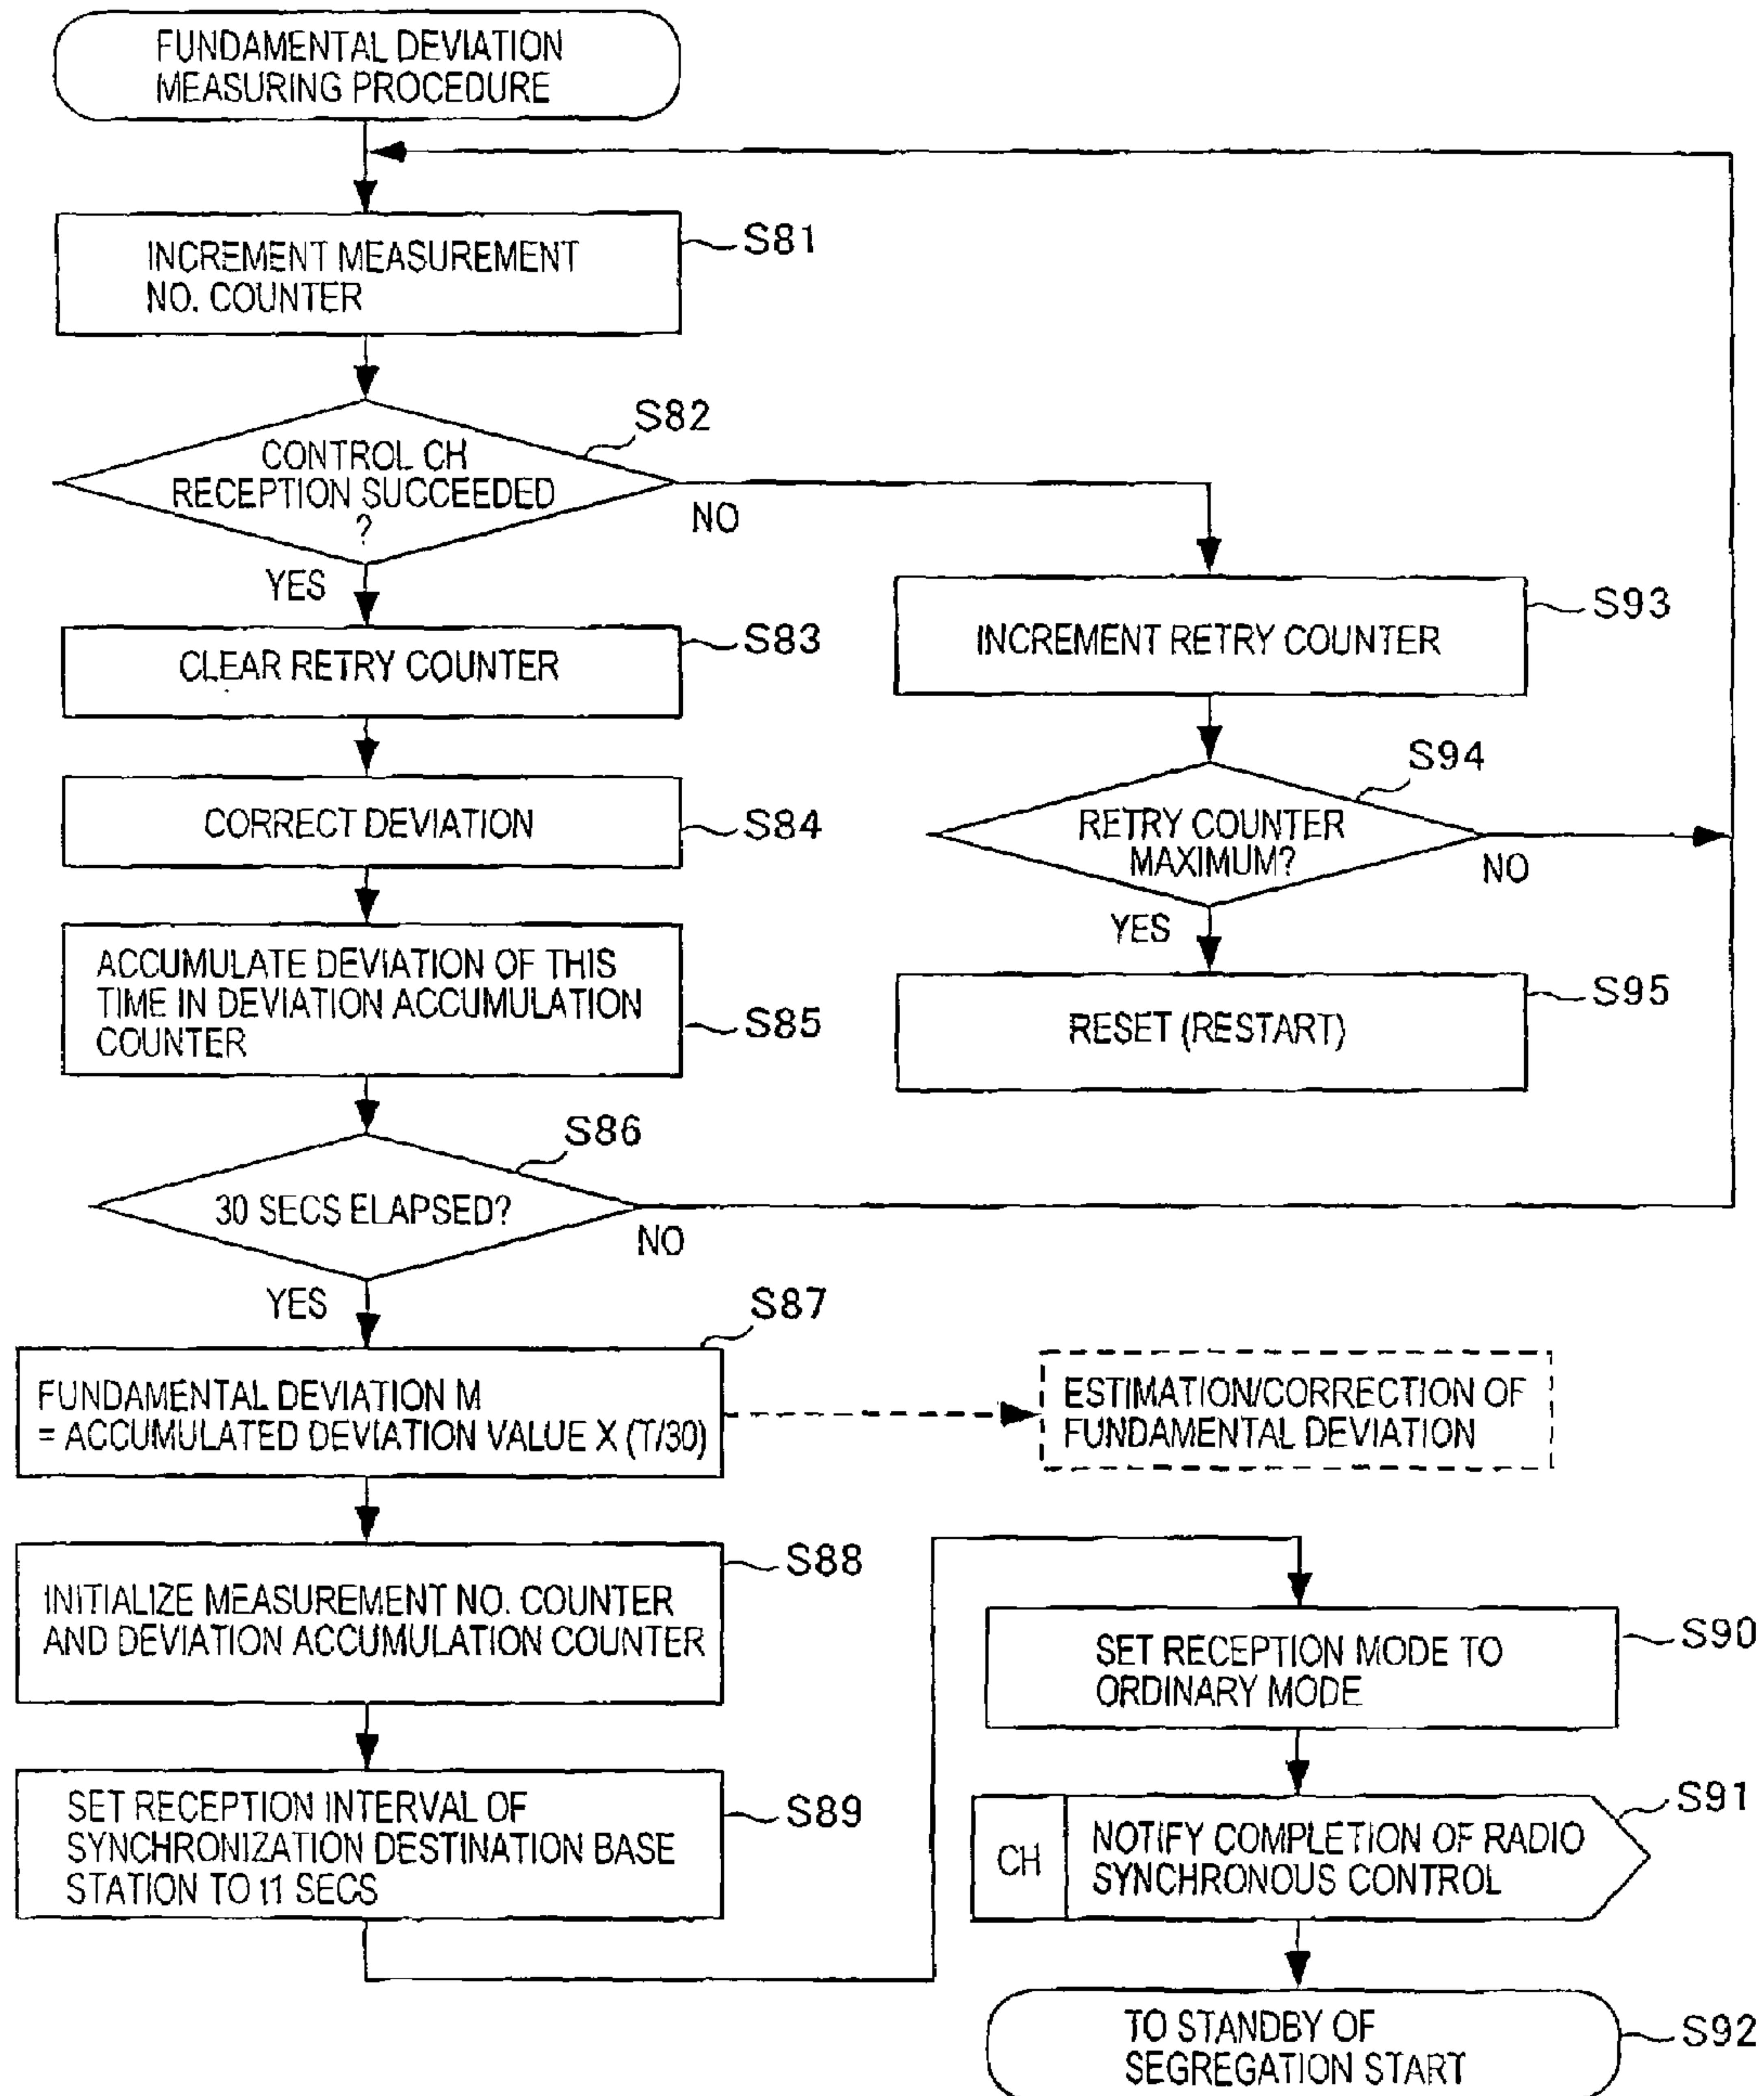 FUNDAMENTAL DEVIATION
MEASURING PROCEDURE
INCREMENT MEASUREMENT
NO. COUNTER
S81
S82
CONTROL CH
RECEPTION SUCCEEDED
?
NO
YES
CLEAR RETRY COUNTER
S83
CORRECT DEVIATION
S84
ACCUMULATE DEVIATION OF THIS
TIME IN DEVIATION ACCUMULATION
COUNTER
S85
S86
30 SECS ELAPSED?
NO
YES
INCREMENT RETRY COUNTER
S93
S94
RETRY COUNTER
MAXIMUM?
NO
YES
RESET (RESTART)
S95
S87
FUNDAMENTAL DEVIATION M
= ACCUMULATED DEVIATION VALUE X (T/30)
ESTIMATION/CORRECTION OF
FUNDAMENTAL DEVIATION
S88
INITIALIZE MEASUREMENT NO. COUNTER
AND DEVIATION ACCUMULATION COUNTER
SET RECEPTION INTERVAL OF
SYNCHRONIZATION DESTINATION BASE
STATION TO t1 SECS
S89
SET RECEPTION MODE TO
ORDINARY MODE
S90
S91
CH
NOTIFY COMPLETION OF RADIO
SYNCHRONOUS CONTROL
TO STANDBY OF
SEGREGATION START
S92